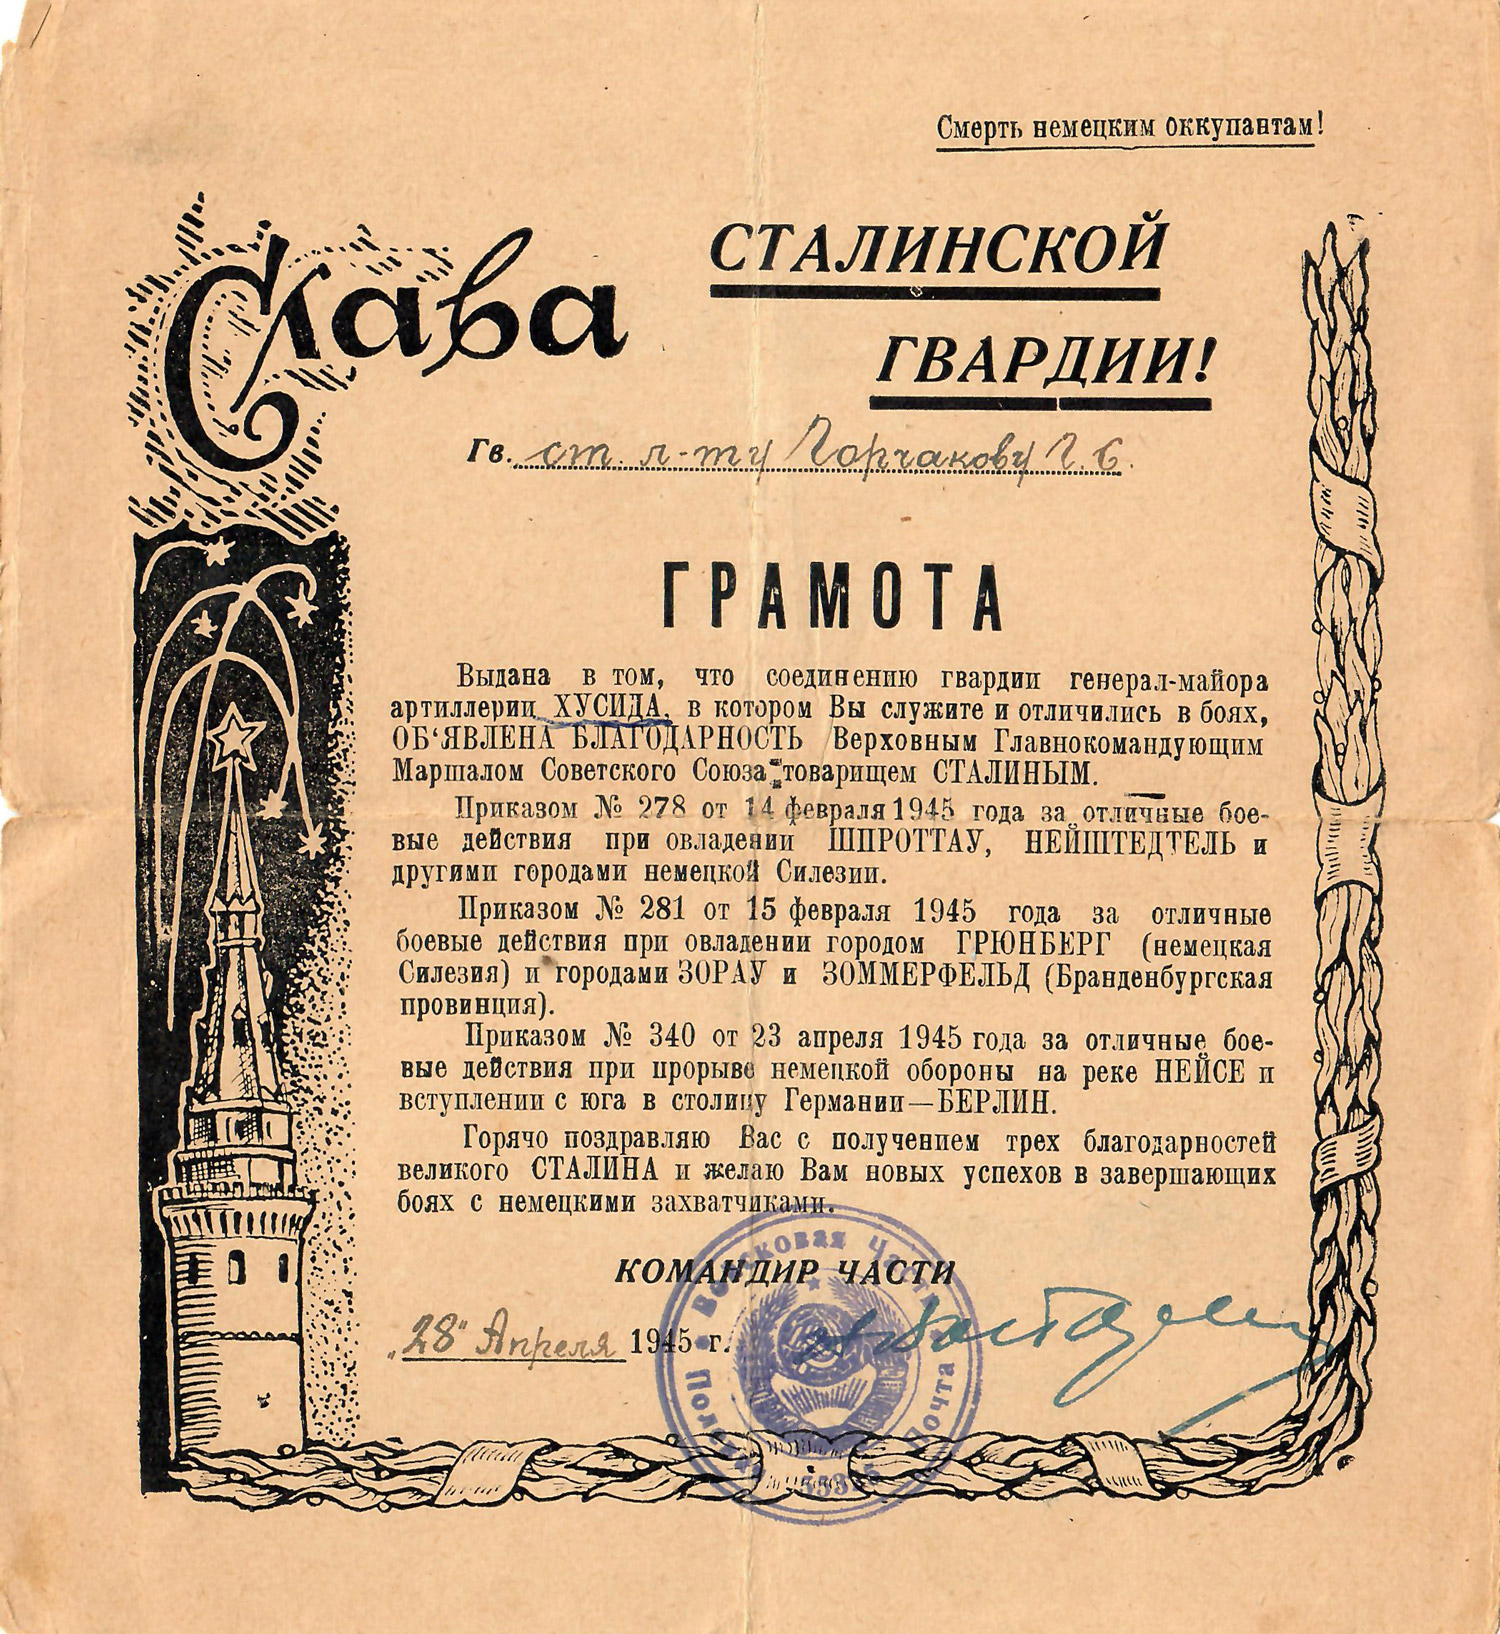 Смерть немецким оккупантам!
Слава СТАЛИНСКОЙ
ГВАРДИИ!
Гв. ст. л-ту Горчакову Г. С.
ГРАМОТА
Выдана в том, что соединению гвардии генерал-майора
артиллерии ХУСИДА, в котором Вы служите и отличились в боях,
ОБ‘ЯВЛЕНА БЛАГОДАРНОСТЬ Верховным Главнокомандующим
Маршалом Советского Союза товарищем СТАЛИНЫМ.
Приказом № 278 от 14 февраля 1945 года за отличные бое-
вые действия при овладении ШПРОТТАУ, НЕЙШТЕДТЕЛЬ и
другими городами немецкой Силезии.
Приказом № 281 от 15 февраля 1945 года за отличные
боевые действия при овладении городом ГРЮНБЕРГ (немецкая
Силезия) и городами ЗОРАУ и ЗОММЕРФЕЛЬД (Бранденбургская
провинция).
Приказом № 340 от 23 апреля 1945 года за отличные бое-
вые действия при прорыве немецкой обороны на реке НЕЙСЕ и
вступлении с юга в столицу Германии—БЕРЛИН.
Горячо поздравляю Вас с получением трех благодарностей
великого СТАЛИНА и желаю Вам новых успехов в завершающих
боях с немецкими захватчиками.
КОМАНДИР ЧАСТИ
„28" Апреля 1945 г.
Войсковая часть
Полевая Почта